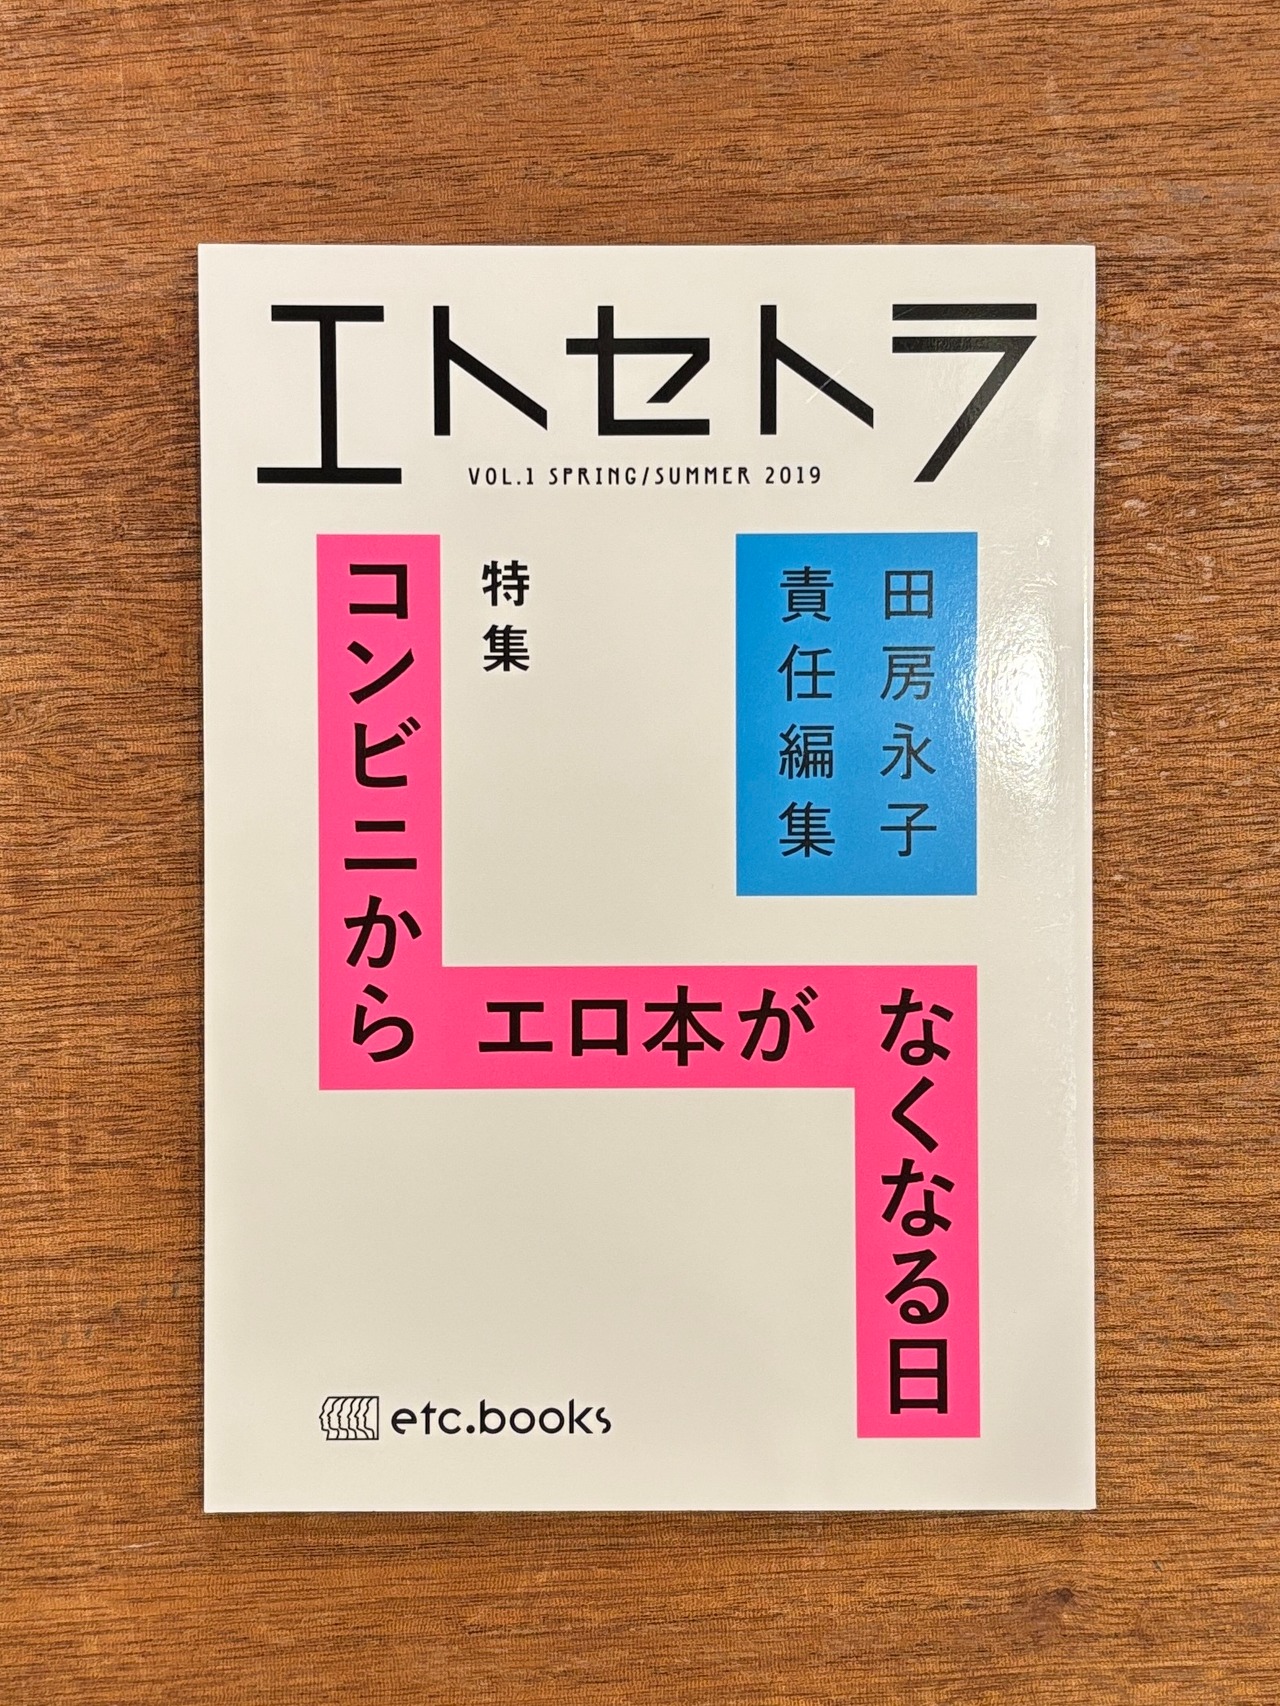 エトセトラ
VOL.1 SPRING/SUMMER 2019
田房永子
責任編集
特集
コンビニから
エロ本が
なくなる日
etc.books